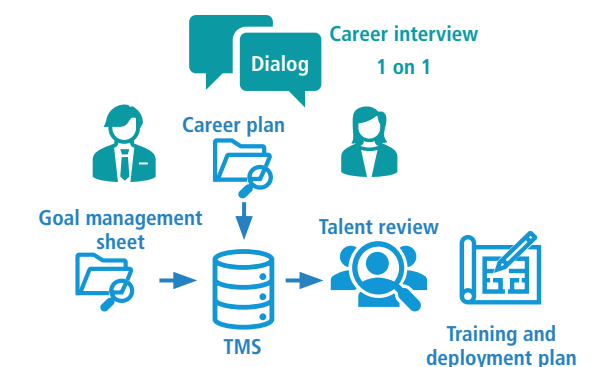 Career interview
1 on 1
Dialog
Career plan
Goal management
sheet
Talent review
TMS
Training and
deployment plan